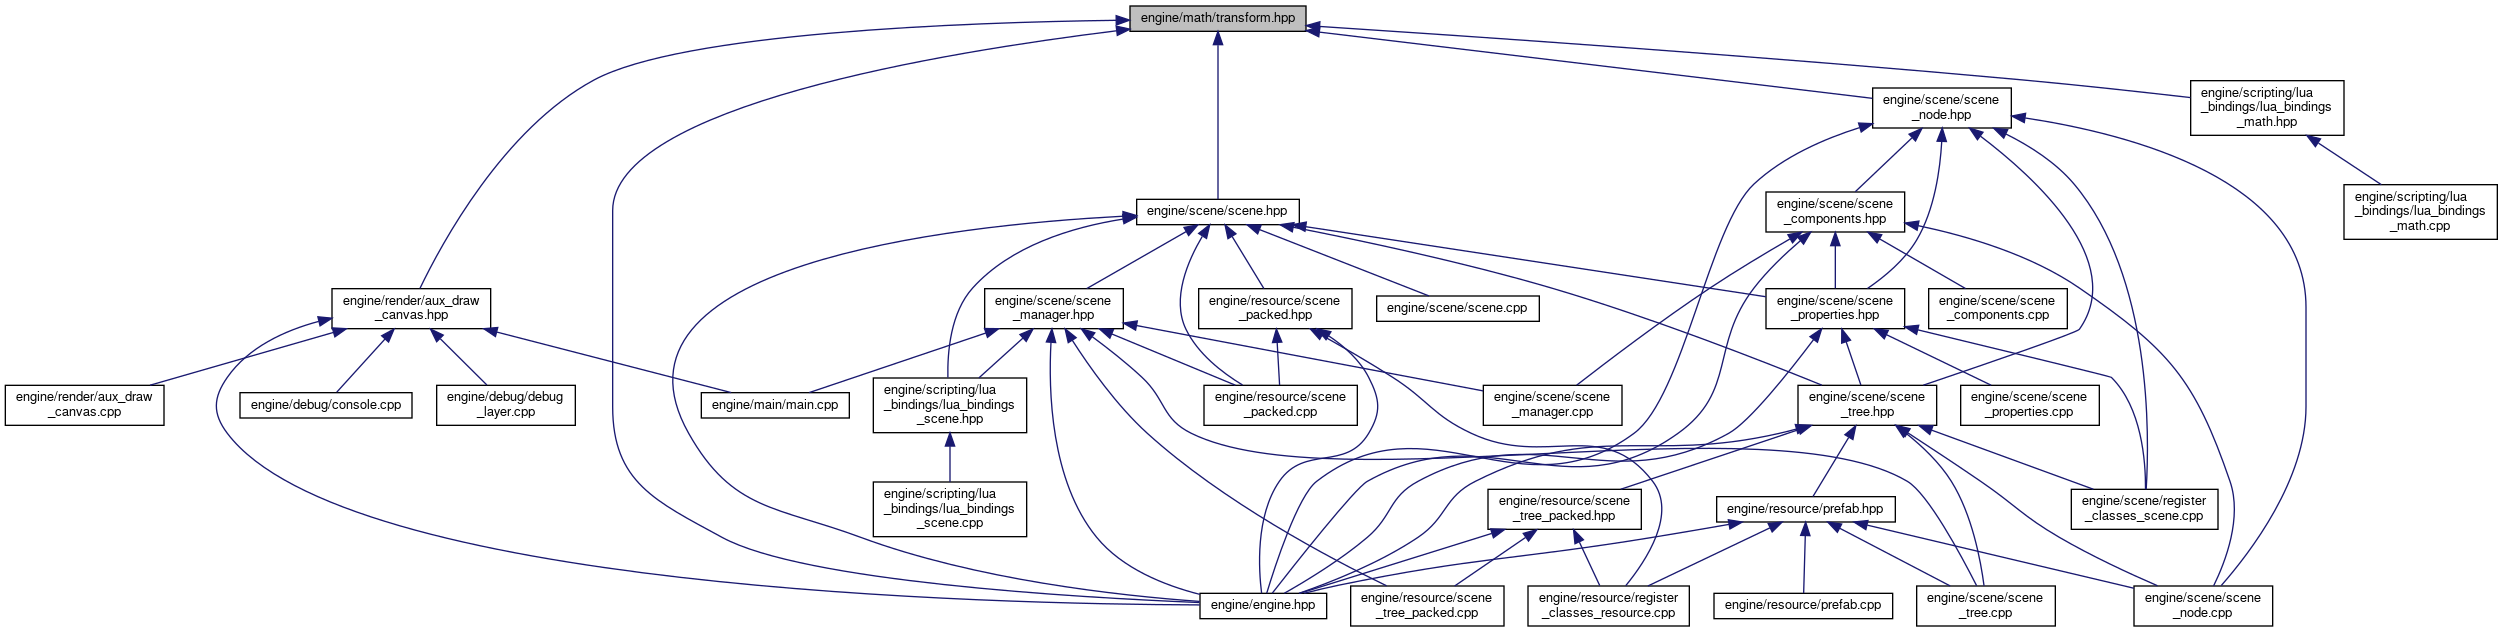 engine/math/transform.hpp
engine/scene/scene
_node.hpp
engine/scripting/lua
_bindings/lua_bindings
_math.hpp
engine/scene/scene.hpp
engine/scene/scene
_components.hpp
engine/scripting/lua
_bindings/lua_bindings
_math.cpp
engine/render/aux_draw
_canvas.hpp
engine/scene/scene
_manager.hpp
engine/resource/scene
_packed.hpp
engine/scene/scene.cpp
engine/scene/scene
_properties.hpp
engine/scene/scene
_components.cpp
engine/render/aux_draw
_canvas.cpp
engine/debug/console.cpp
engine/debug/debug
_layer.cpp
engine/main/main.cpp
engine/scripting/lua
_bindings/lua_bindings
_scene.hpp
engine/resource/scene
_packed.cpp
engine/scene/scene
_manager.cpp
engine/scene/scene
_tree.hpp
engine/scene/scene
_properties.cpp
engine/scripting/lua
_bindings/lua_bindings
_scene.cpp
engine/resource/scene
_tree_packed.hpp
engine/resource/prefab.hpp
engine/scene/register
_classes_scene.cpp
engine/engine.hpp
engine/resource/scene
_tree_packed.cpp
engine/resource/register
_classes_resource.cpp
engine/resource/prefab.cpp
engine/scene/scene
_tree.cpp
engine/scene/scene
_node.cpp